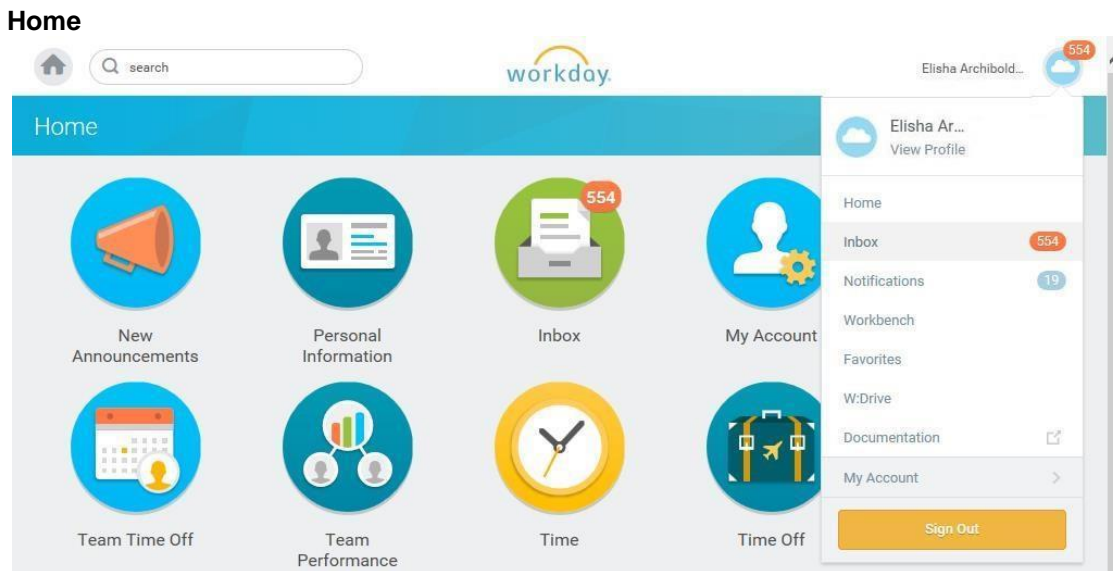 Home
search
workday.
Elisha Archibold...
554
Home
Elisha Ar...
View Profile
Home
Inbox
554
Notifications
19
Workbench
Favorites
W:Drive
Documentation
My Account
Sign Out
554
New
Announcements
Personal
Information
Inbox
My Account
Team Time Off
Team
Performance
Time
Time Off